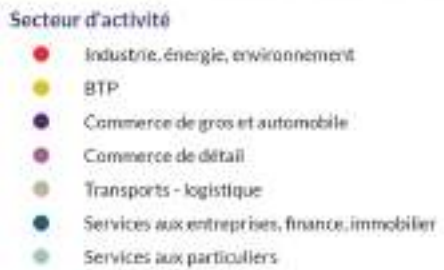 Secteur d'activité
Industrie, énergie, environnement
BTP
Commerce de gros et automobile
Commerce de détail
Transports - logistique
Services aux entreprises, finance, immobilier
Services aux particuliers